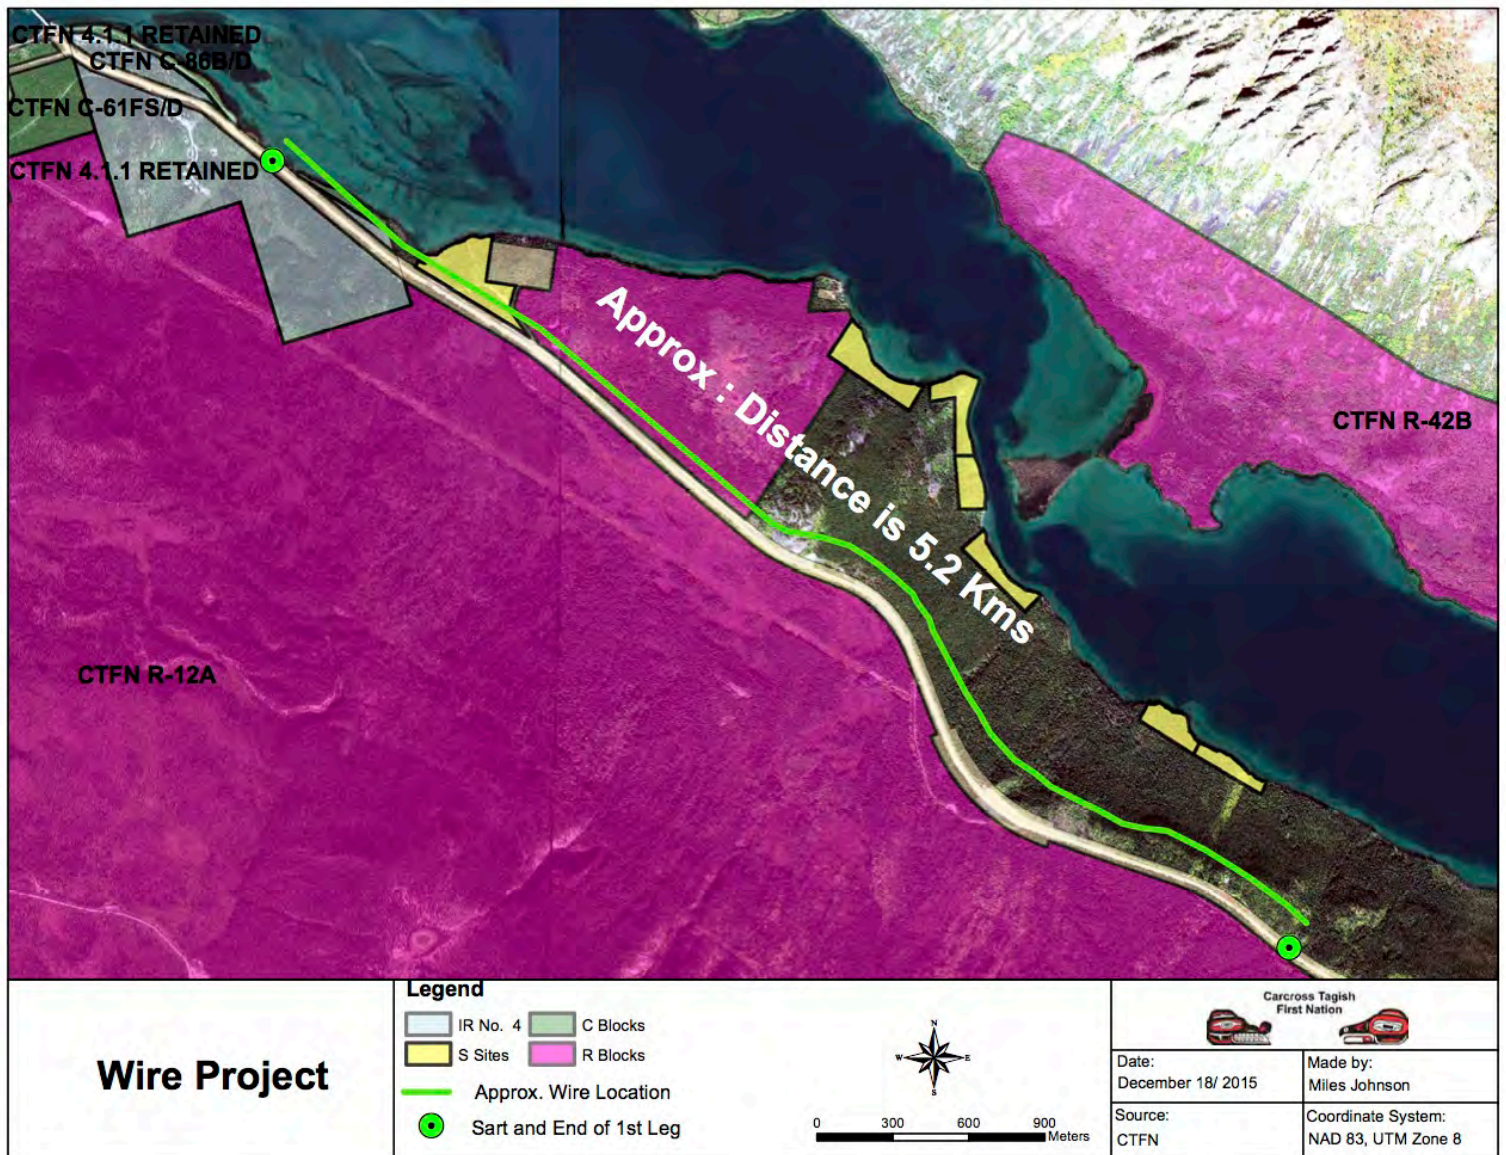 CTFN 4.1.1 RETAINED
CTFN C-86B/D
CTFN C-61FS/D
CTFN 4.1.1 RETAINED
Approx : Distance is 5.2 Kms
CTFN R-42B
CTFN R-12A
Wire Project
Legend
IR No. 4
C Blocks
S Sites
R Blocks
Approx. Wire Location
Sart and End of 1st Leg
N
W
E
S
0 300 600 900
Meters
Carcross Tagish
First Nation
Date:
December 18/ 2015
Made by:
Miles Johnson
Source:
CTFN
Coordinate System:
NAD 83, UTM Zone 8